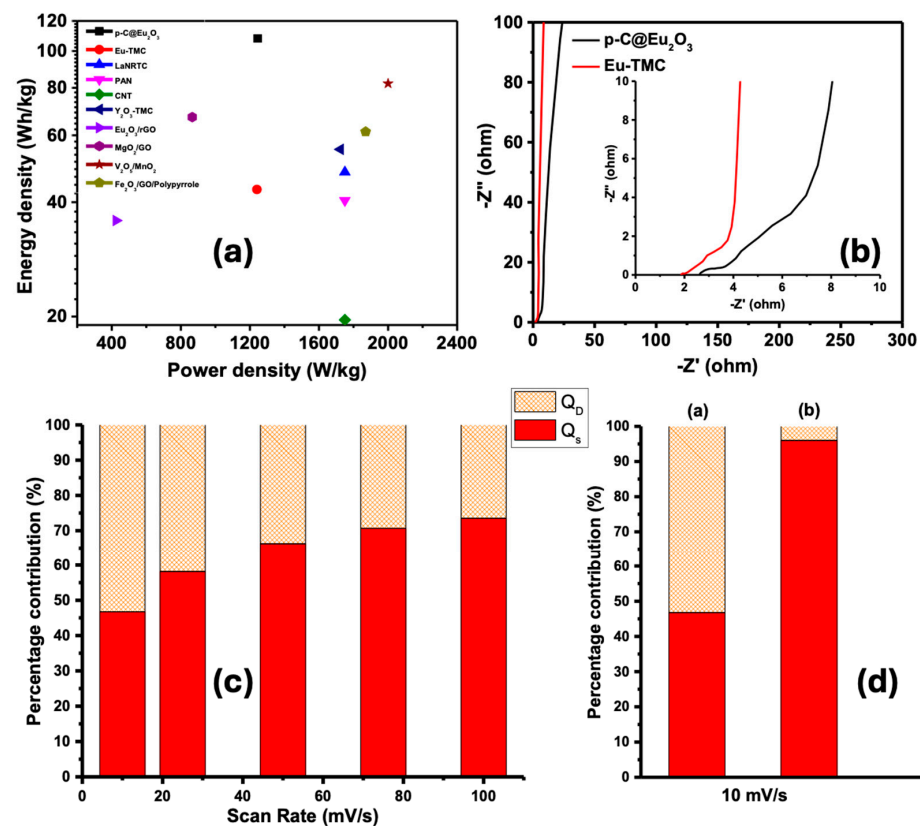 120
100
80
60
40
20
Energy density (Wh/kg)
p-C@Eu₂O₃
Eu-TMC
LaNRTC
PAN
CNT
Y₂O₃-TMC
Eu₂O₃/rGO
MgO₂/GO
V₂O₅/MnO₂
Fe₂O₃/GO/Polypyrrole
(a)
400 800 1200 1600 2000 2400
Power density (W/kg)
-100
-80
-60
-40
-20
0
-Z'' (ohm)
p-C@Eu₂O₃
Eu-TMC
10
8
6
4
2
0
-Z'' (ohm)
0 2 4 6 8 10
-Z' (ohm)
(b)
0 50 100 150 200 250 300
-Z' (ohm)
Q_D
Q_s
100
90
80
70
60
50
40
30
20
10
0
Percentage contribution (%)
(c)
0 20 40 60 80 100
Scan Rate (mV/s)
(a) (b)
100
90
80
70
60
50
40
30
20
10
0
Percentage contribution (%)
(d)
10 mV/s